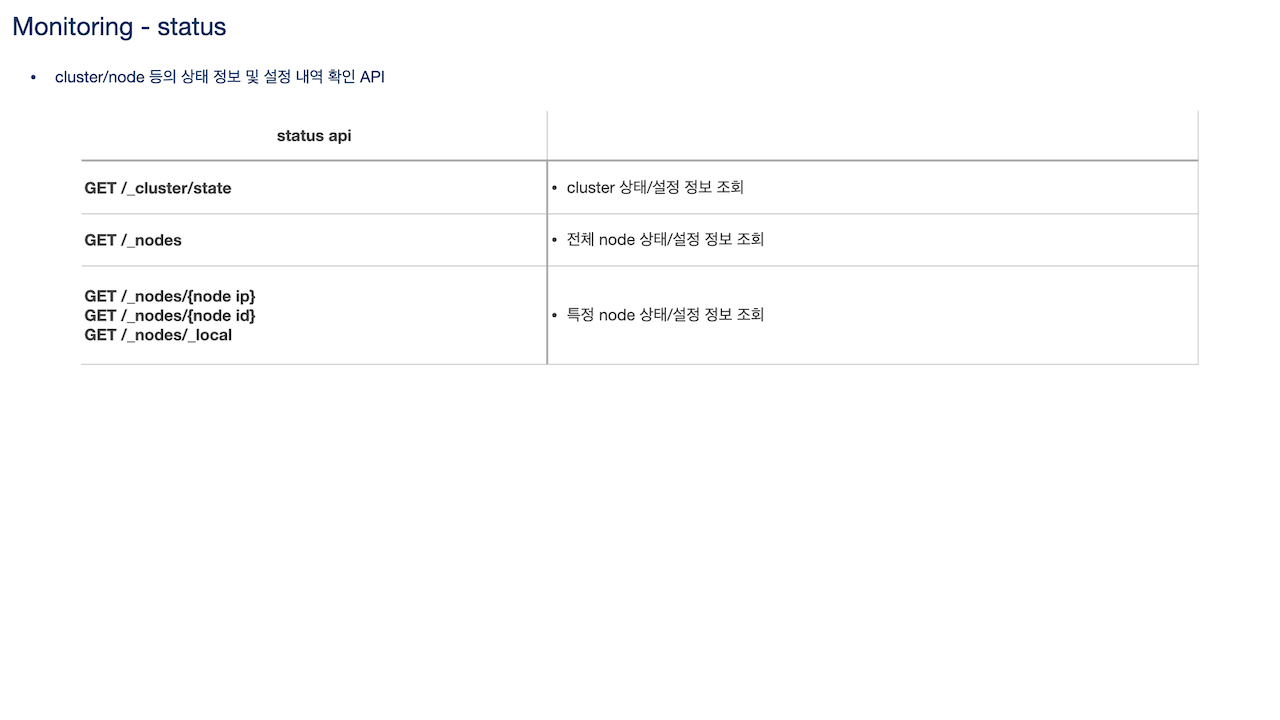 Monitoring - status
• cluster/node 등의 상태 정보 및 설정 내역 확인 API
status api
GET /_cluster/state
• cluster 상태/설정 정보 조회
GET /_nodes
• 전체 node 상태/설정 정보 조회
GET /_nodes/{node ip}
GET /_nodes/{node id}
GET /_nodes/_local
• 특정 node 상태/설정 정보 조회